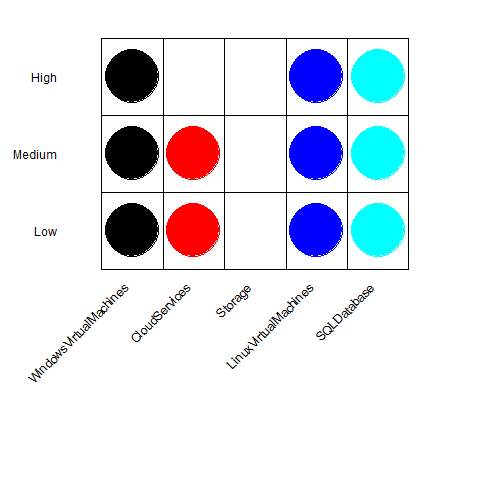 High
Medium
Low
WindowsVirtualMachines
CloudServices
Storage
LinuxVirtualMachines
SQLDatabase